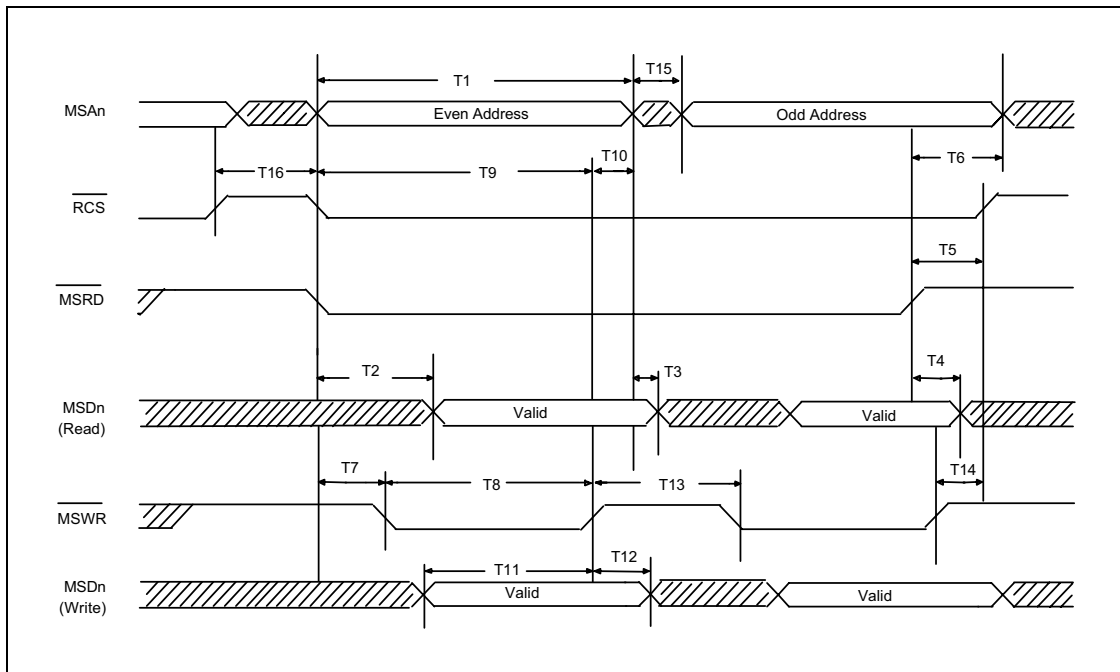 T1
T15
MSAn
Even Address
Odd Address
T10
T6
T16
T9
RCS
T5
MSRD
T2
T3
T4
MSDn
(Read)
Valid
Valid
T7
T8
T13
T14
MSWR
T11
T12
MSDn
(Write)
Valid
Valid